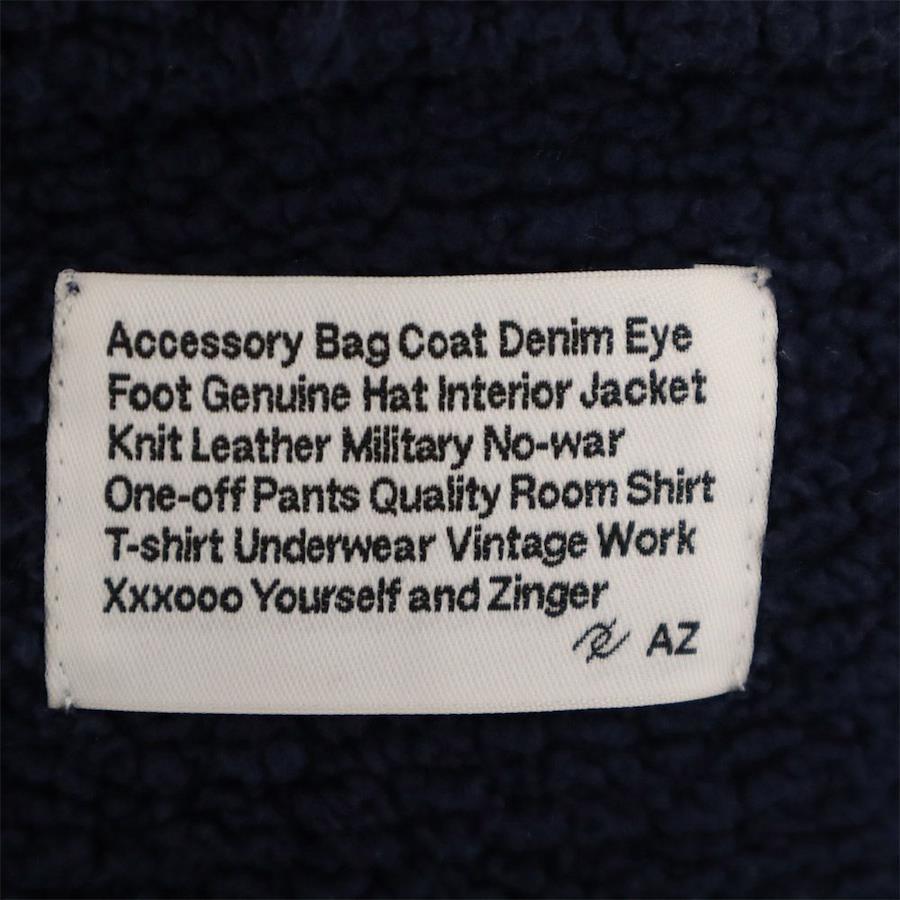 Accessory Bag Coat Denim Eye
Foot Genuine Hat Interior Jacket
Knit Leather Military No-war
One-off Pants Quality Room Shirt
T-shirt Underwear Vintage Work
Xxxooo Yourself and Zinger
AZ